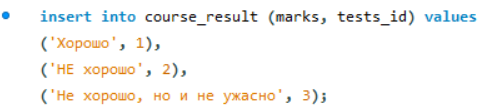 insert into course_result (marks, tests_id) values
('Хорошо', 1),
('НЕ хорошо', 2),
('Не хорошо, но и не ужасно', 3);